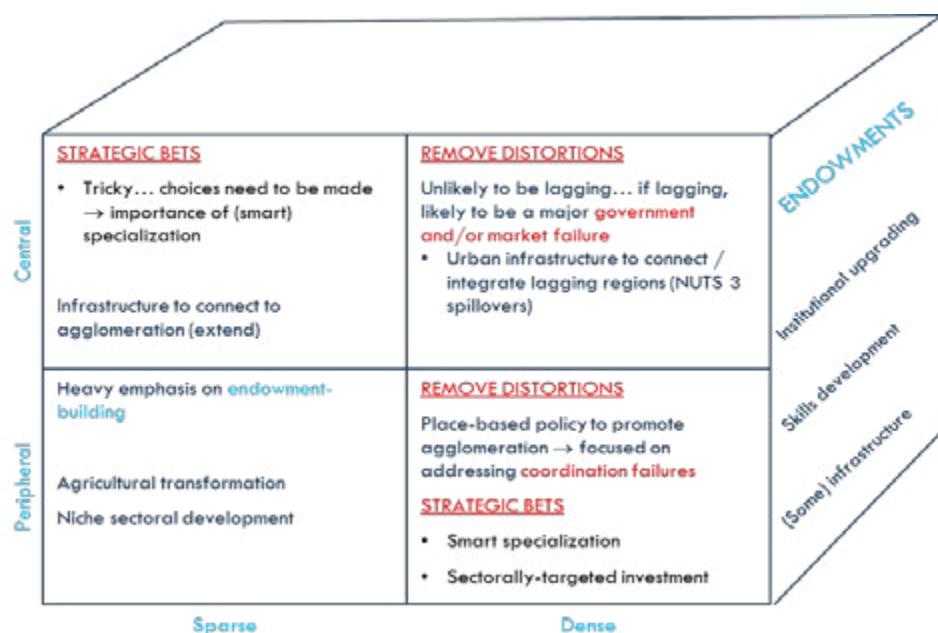 STRATEGIC BETS
• Tricky... choices need to be made
→ importance of (smart)
specialization
Infrastructure to connect to
agglomeration (extend)
REMOVE DISTORTIONS
Unlikely to be lagging... if lagging,
likely to be a major government
and/or market failure
• Urban infrastructure to connect /
integrate lagging regions (NUTS 3
spillovers)
Heavy emphasis on endowment-
building
Agricultural transformation
Niche sectoral development
REMOVE DISTORTIONS
Place-based policy to promote
agglomeration → focused on
addressing coordination failures
STRATEGIC BETS
• Smart specialization
• Sectorally-targeted investment
Central
Peripheral
Sparse
Dense
ENDOWMENTS
Institutional upgrading
Skills development
(Some) infrastructure